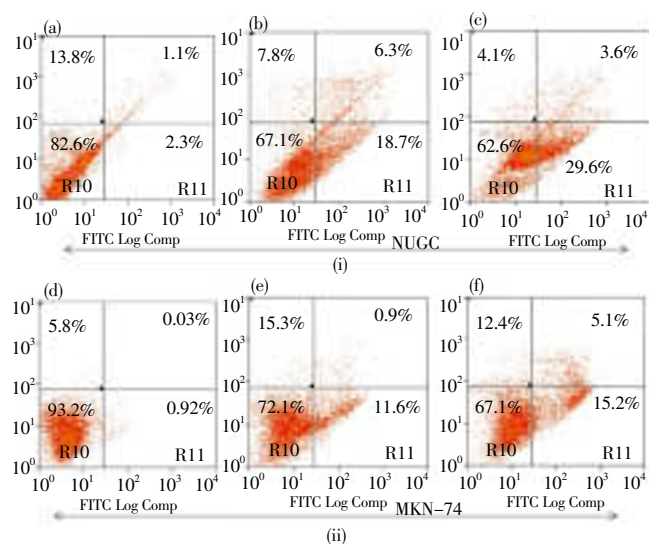 (a)
(b)
(c)
10¹
10³
10²
10¹
10⁰
13.8%
1.1%
82.6%
2.3%
R10
R11
10⁰ 10¹ 10² 10³ 10⁴
FITC Log Comp
10¹
10³
10²
10¹
10⁰
7.8%
6.3%
67.1%
18.7%
R10
R11
10⁰ 10¹ 10² 10³ 10⁴
FITC Log Comp
10¹
10³
10²
10¹
10⁰
4.1%
3.6%
62.6%
29.6%
R10
R11
10⁰ 10¹ 10² 10³ 10⁴
FITC Log Comp
NUGC
(i)
(d)
(e)
(f)
10¹
10³
10²
10¹
10⁰
5.8%
0.03%
93.2%
0.92%
R10
R11
10⁰ 10¹ 10² 10³ 10⁴
FITC Log Comp
10¹
10³
10²
10¹
10⁰
15.3%
0.9%
72.1%
11.6%
R10
R11
10⁰ 10¹ 10² 10³ 10⁴
FITC Log Comp
10¹
10³
10²
10¹
10⁰
12.4%
5.1%
67.1%
15.2%
R10
R11
10⁰ 10¹ 10² 10³ 10⁴
FITC Log Comp
MKN-74
(ii)